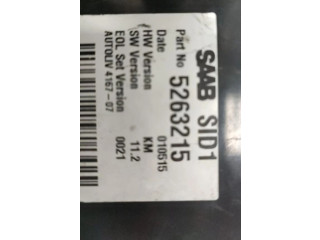 SAAB SID1
Part No 5263215
Date 010515
HW Version KM
SW Version 11.2
EOL Set Version 0021
AUTOLIV 4167-07